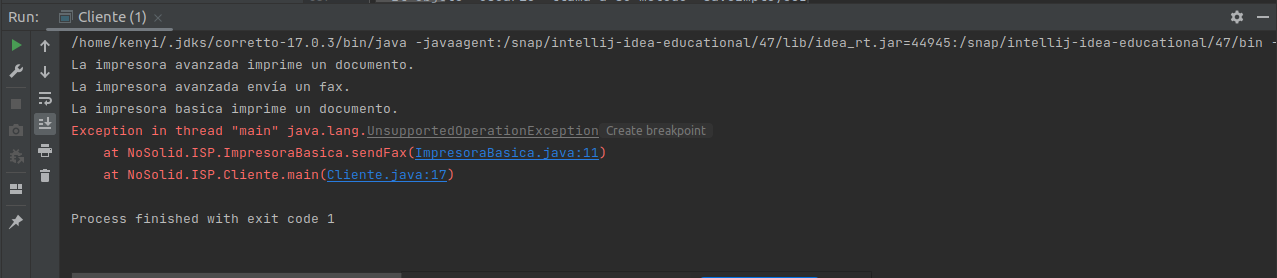 Run: Cliente (1) ×
/home/kenyi/.jdks/corretto-17.0.3/bin/java -javaagent:/snap/intellij-idea-educational/47/lib/idea_rt.jar=44945:/snap/intellij-idea-educational/47/bin -
La impresora avanzada imprime un documento.
La impresora avanzada envía un fax.
La impresora basica imprime un documento.
Exception in thread "main" java.lang.UnsupportedOperationException Create breakpoint
at NoSolid.ISP.ImpresoraBasica.sendFax(ImpresoraBasica.java:11)
at NoSolid.ISP.Cliente.main(Cliente.java:17)
Process finished with exit code 1